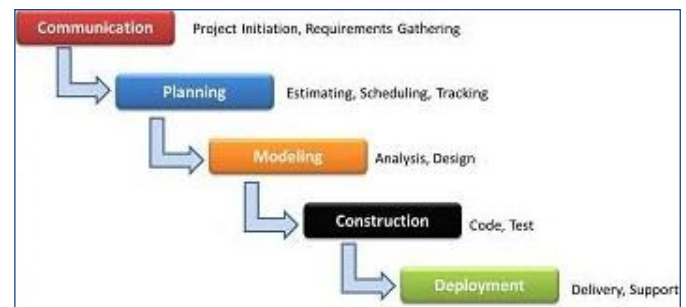 Communication Project Initiation, Requirements Gathering
Planning Estimating, Scheduling, Tracking
Modeling Analysis, Design
Construction Code, Test
Deployment Delivery, Support